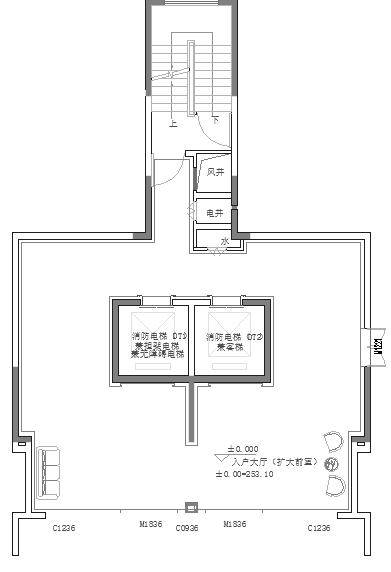 上 下
风井
电井
水
消防电梯（DT1）
兼担架电梯
兼无障碍电梯
消防电梯（DT2）
兼客梯
M1221
±0.000
入户大厅（扩大前室）
±0.00=253.10
C1236 M1836 C0936 M1836 C1236